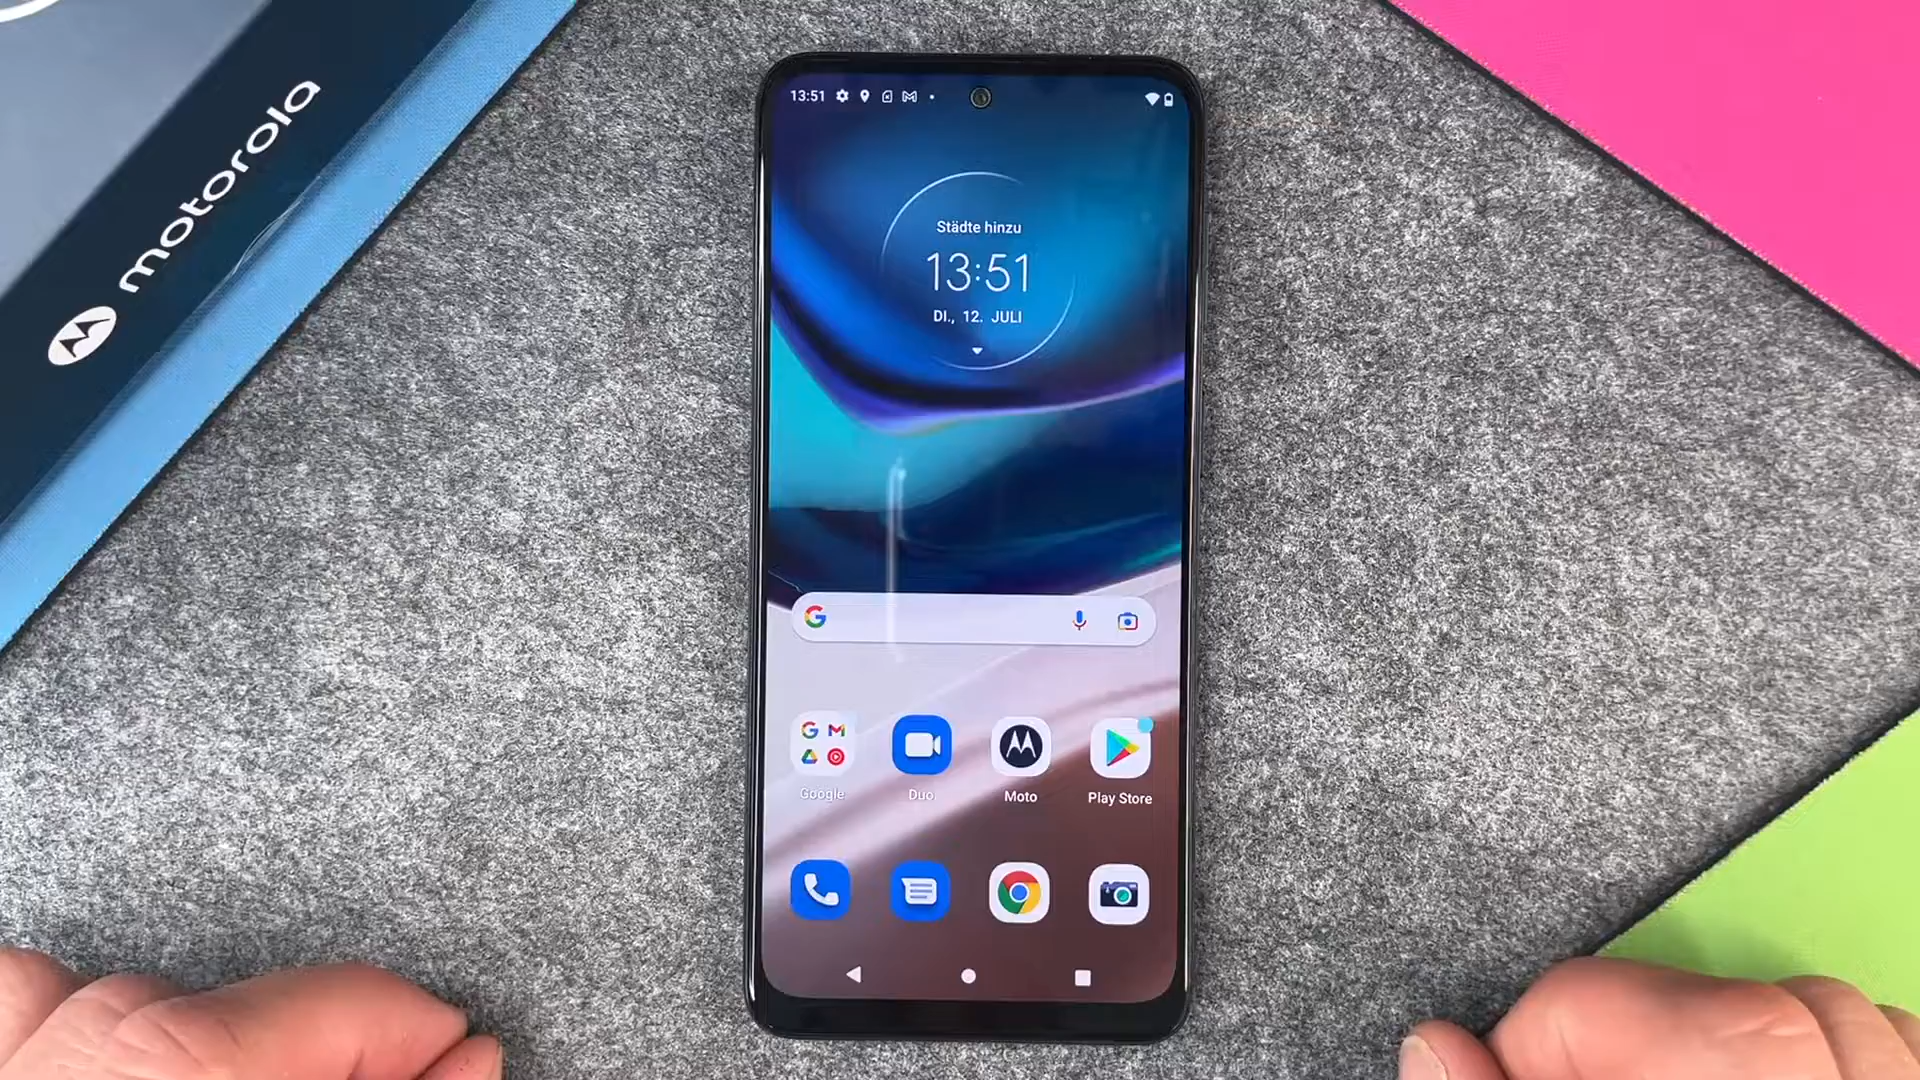 motorola
13:51
Städte hinzu
13:51
DI., 12. JULI
Google
Duo
Moto
Play Store